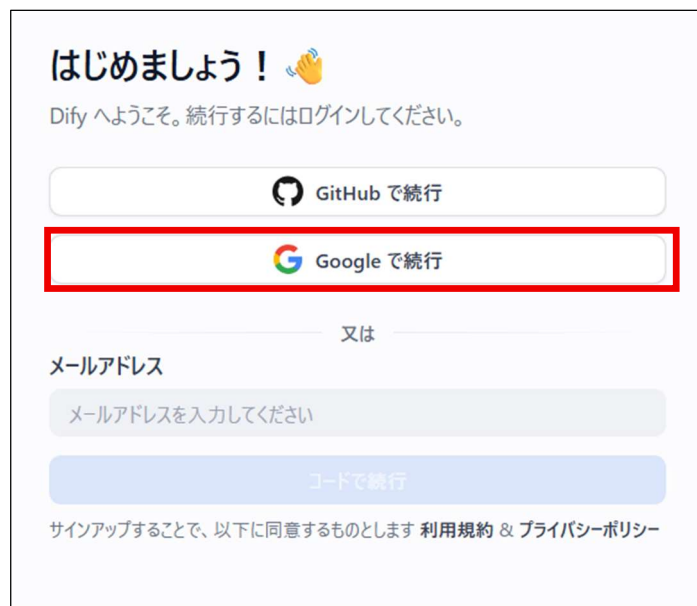 はじめましょう！👋
Dify へようこそ。続行するにはログインしてください。
GitHub で続行
Google で続行
又は
メールアドレス
メールアドレスを入力してください
コードで続行
サインアップすることで、以下に同意するものとします 利用規約 & プライバシーポリシー